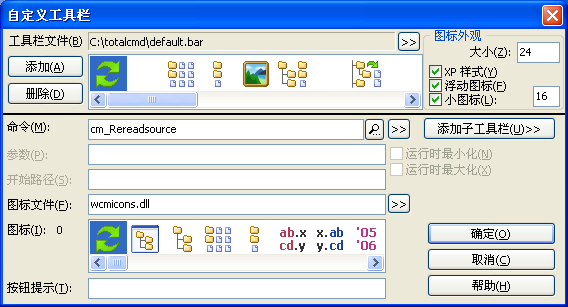 自定义工具栏
工具栏文件(B) C:\totalcmd\default.bar >> 图标外观
大小(Z): 24
添加(A)
XP 样式(Y)
浮动图标(F)
删除(D)
小图标(L): 16
命令(M): cm_Rereadsource >> 添加子工具栏(U)>>
参数(P): 运行时最小化(N)
开始路径(S): 运行时最大化(X)
图标文件(F): wcmicons.dll >>
图标(I): 0
ab.x x.ab '05
cd.y y.cd '06
确定(O)
取消(C)
按钮提示(T): 帮助(H)